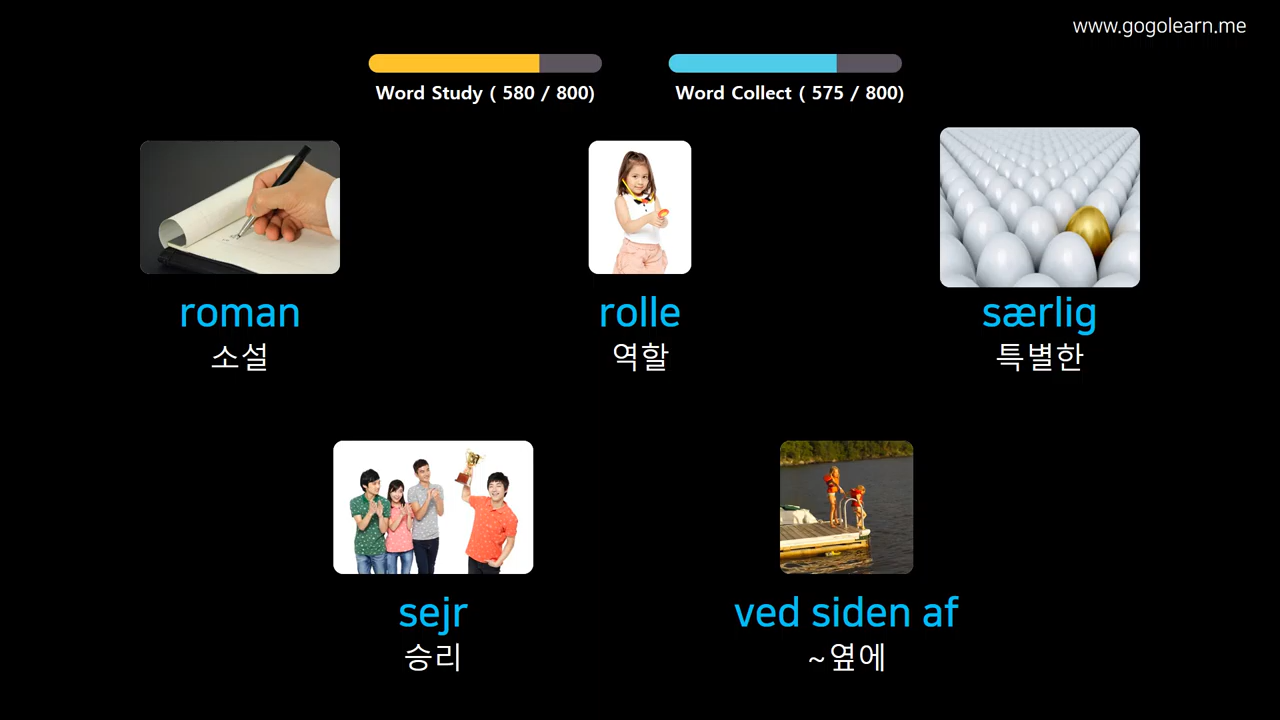 www.gogolearn.me
Word Study ( 580 / 800)
Word Collect ( 575 / 800)
roman
소설
rolle
역할
særlig
특별한
sejr
승리
ved siden af
~옆에